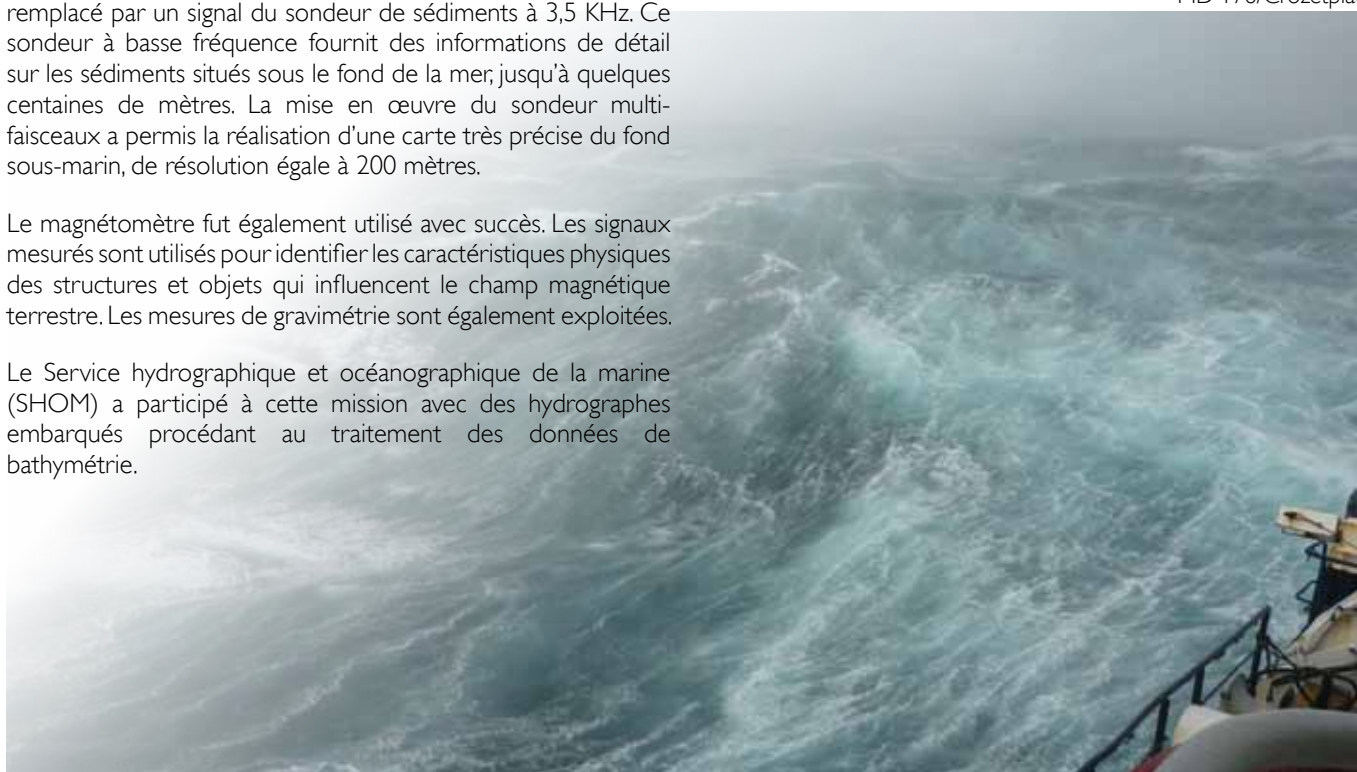 remplacé par un signal du sondeur de sédiments à 3,5 KHz. Ce
sondeur à basse fréquence fournit des informations de détail
sur les sédiments situés sous le fond de la mer, jusqu’à quelques
centaines de mètres. La mise en œuvre du sondeur multi-
faisceaux a permis la réalisation d’une carte très précise du fond
sous-marin, de résolution égale à 200 mètres.
Le magnétomètre fut également utilisé avec succès. Les signaux
mesurés sont utilisés pour identifier les caractéristiques physiques
des structures et objets qui influencent le champ magnétique
terrestre. Les mesures de gravimétrie sont également exploitées.
Le Service hydrographique et océanographique de la marine
(SHOM) a participé à cette mission avec des hydrographes
embarqués procédant au traitement des données de
bathymétrie.